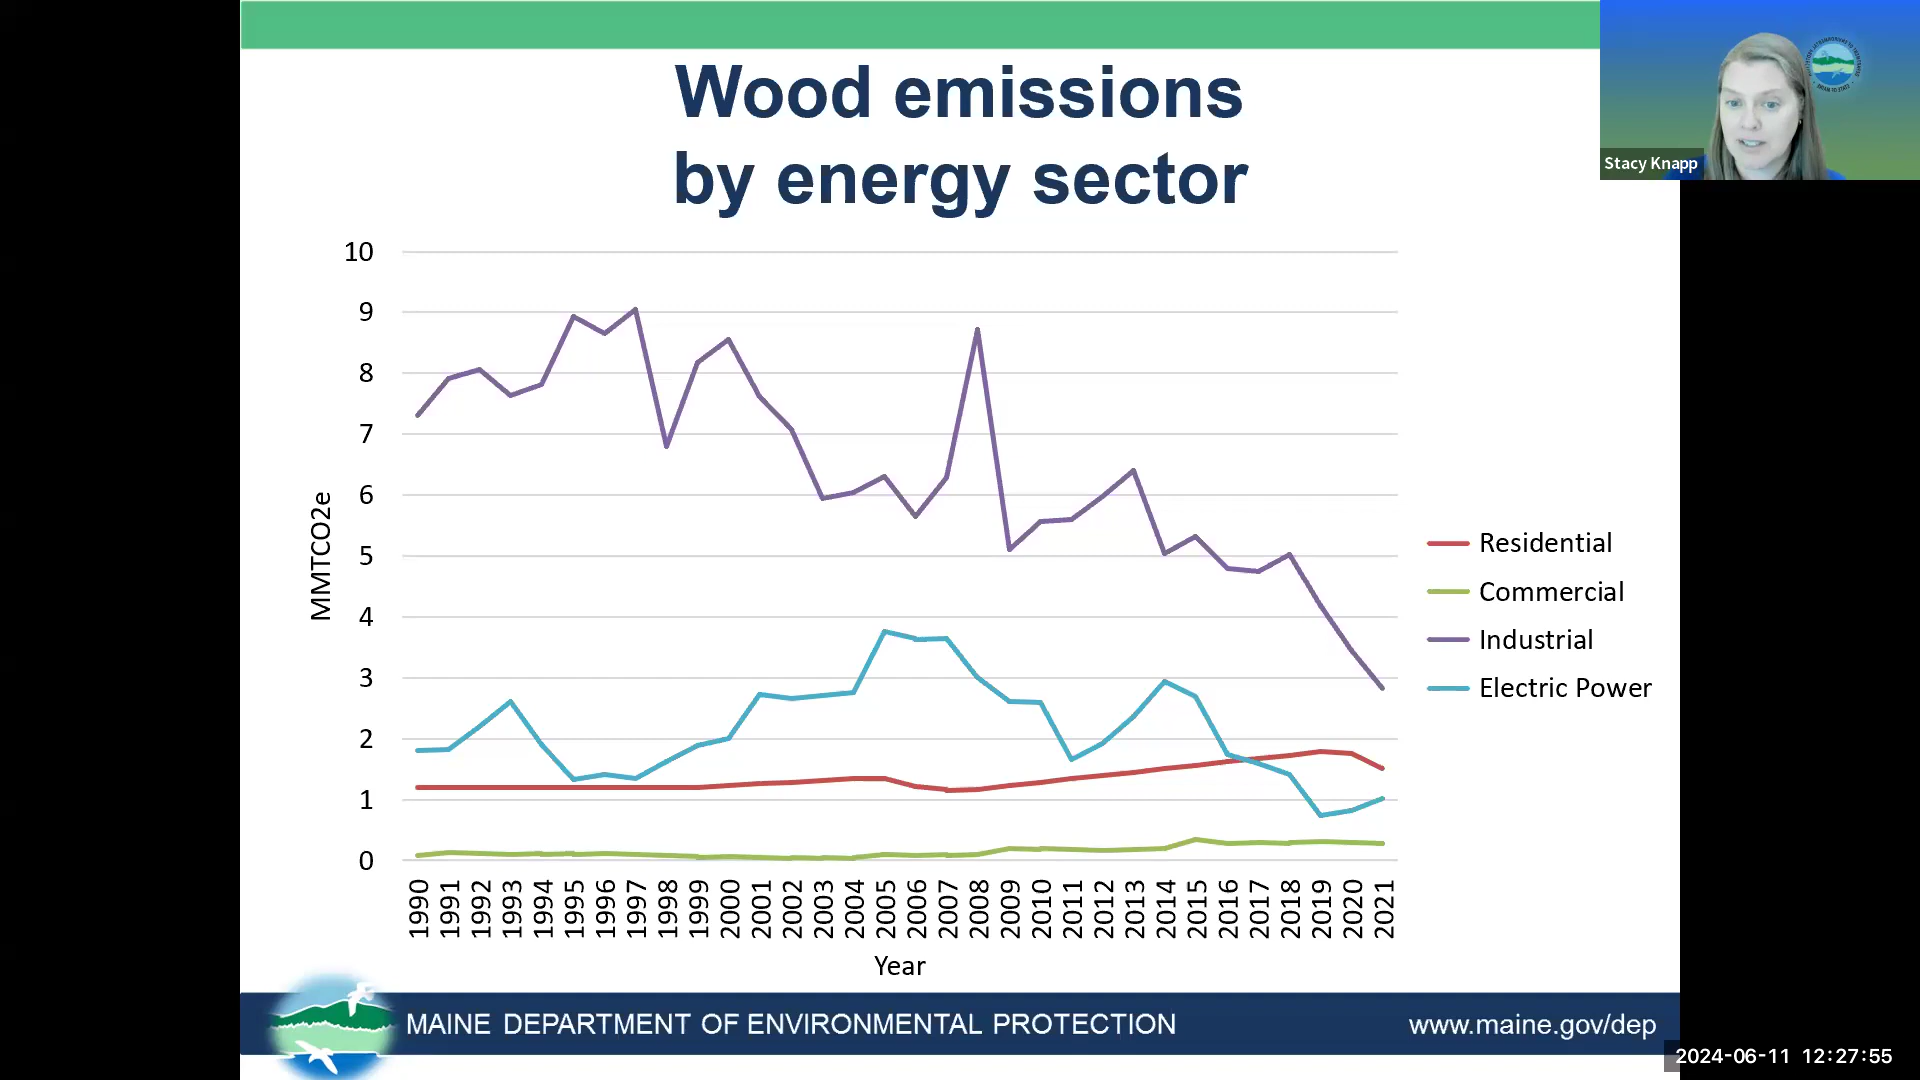 Wood emissions
by energy sector
Stacy Knapp
10
9
8
7
6
5
4
3
2
1
0
MMTCO2e
1990 1991 1992 1993 1994 1995 1996 1997 1998 1999 2000 2001 2002 2003 2004 2005 2006 2007 2008 2009 2010 2011 2012 2013 2014 2015 2016 2017 2018 2019 2020 2021
Year
Residential
Commercial
Industrial
Electric Power
MAINE DEPARTMENT OF ENVIRONMENTAL PROTECTION
www.maine.gov/dep
2024-06-11 12:27:55